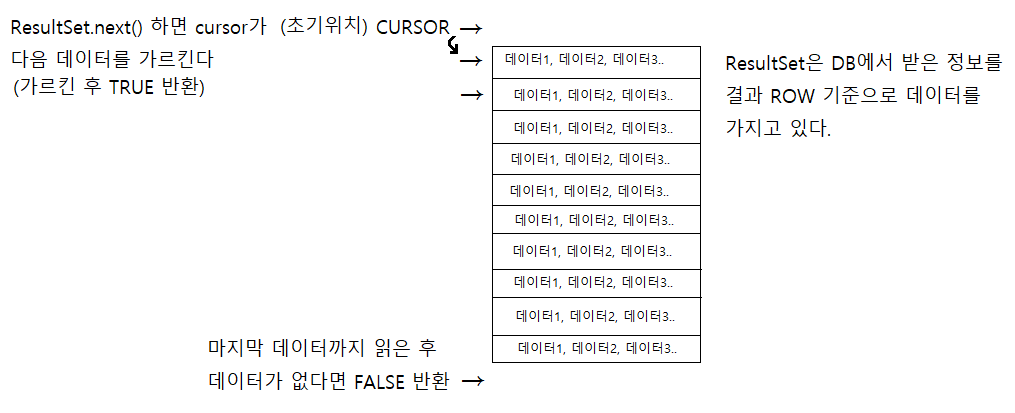 ResultSet.next() 하면 cursor가 (초기위치) CURSOR →
다음 데이터를 가르킨다 →
(가르킨 후 TRUE 반환) →
데이터1, 데이터2, 데이터3..
데이터1, 데이터2, 데이터3..
데이터1, 데이터2, 데이터3..
데이터1, 데이터2, 데이터3..
데이터1, 데이터2, 데이터3..
데이터1, 데이터2, 데이터3..
데이터1, 데이터2, 데이터3..
데이터1, 데이터2, 데이터3..
데이터1, 데이터2, 데이터3..
데이터1, 데이터2, 데이터3..
ResultSet은 DB에서 받은 정보를
결과 ROW 기준으로 데이터를
가지고 있다.
마지막 데이터까지 읽은 후
데이터가 없다면 FALSE 반환 →